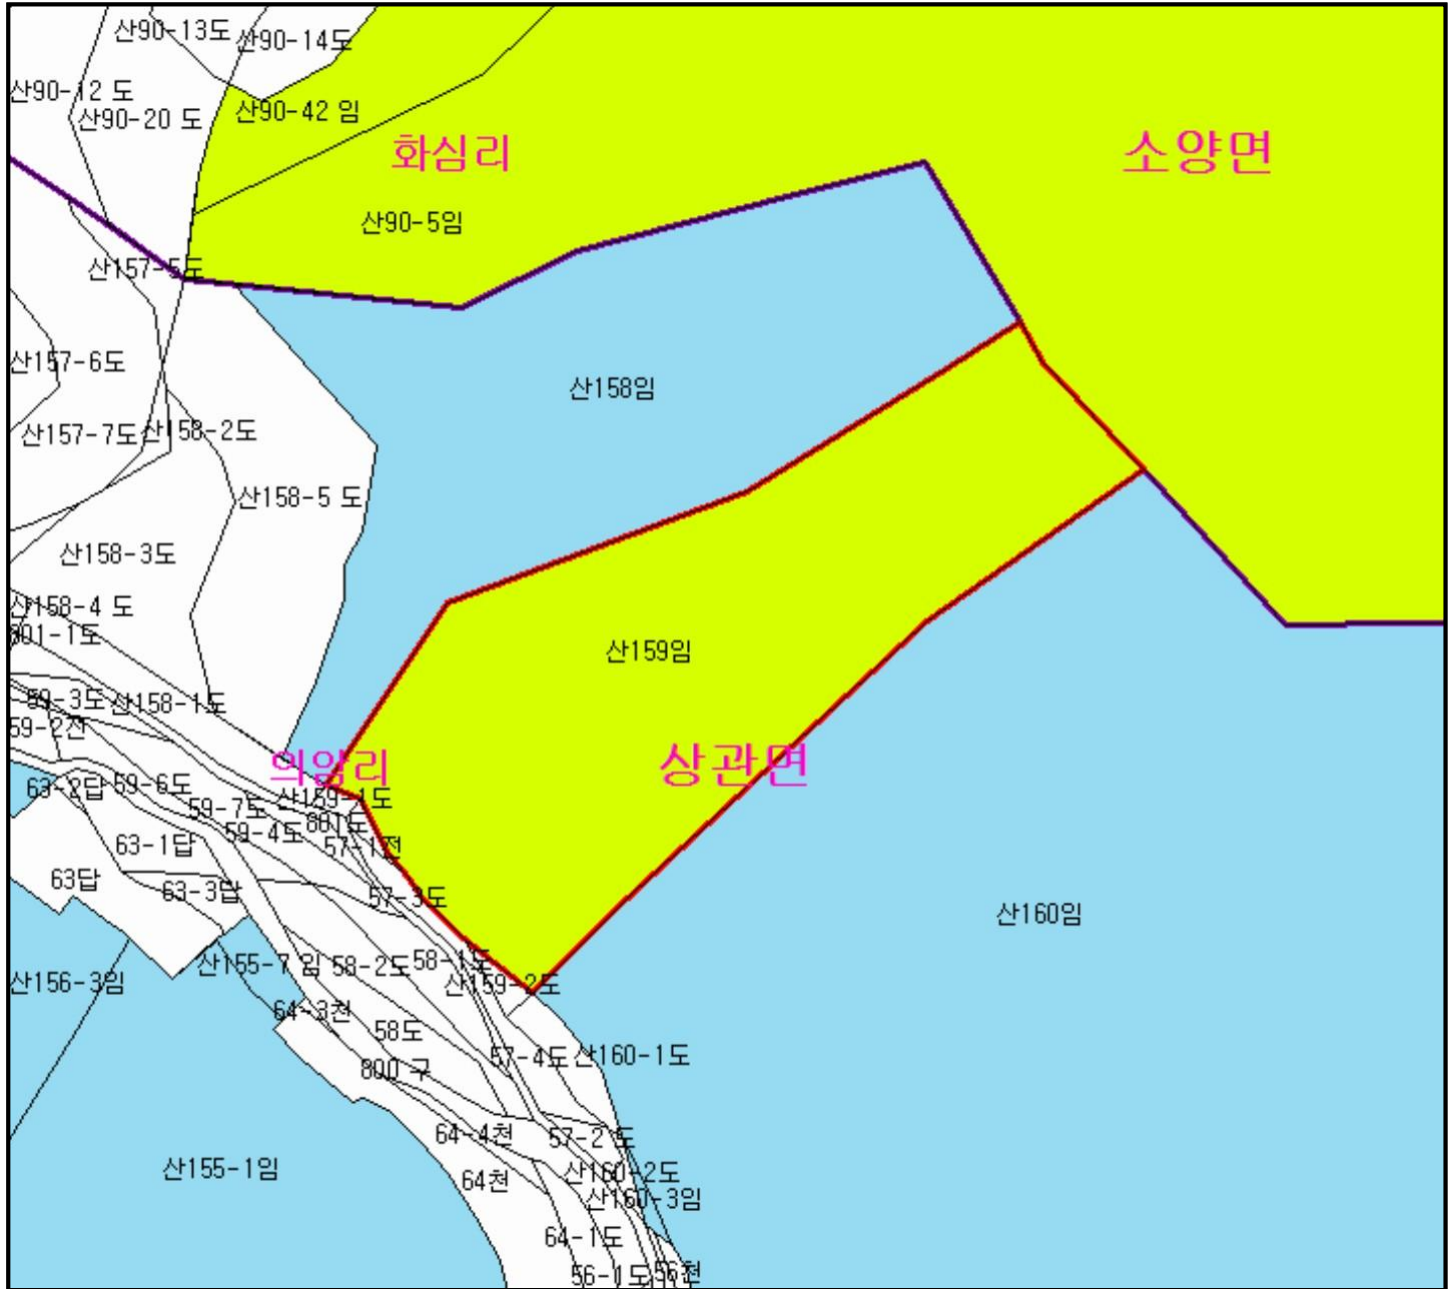 산90-13도
산90-14도
산90-12 도
산90-20 도
산90-42 임
화심리
소양면
산90-5임
산157-5도
산157-6도
산158임
산157-7도
산158-2도
산158-5 도
산158-3도
산158-4 도
801-1도
산159임
59-3도
산158-1도
59-2전
의암리
상관면
63-2답
59-6도
산159-1도
59-7도
801도
59-4도
63-1답
57-1전
63답
63-3답
57-3도
산160임
산155-7 임
58-2도
58-1도
산156-3임
산159-2도
64-3천
58도
57-4도
산160-1도
800 구
64-4천
57-2 도
산155-1임
64천
산160-2도
산160-3임
64-1도
56-1도
56천